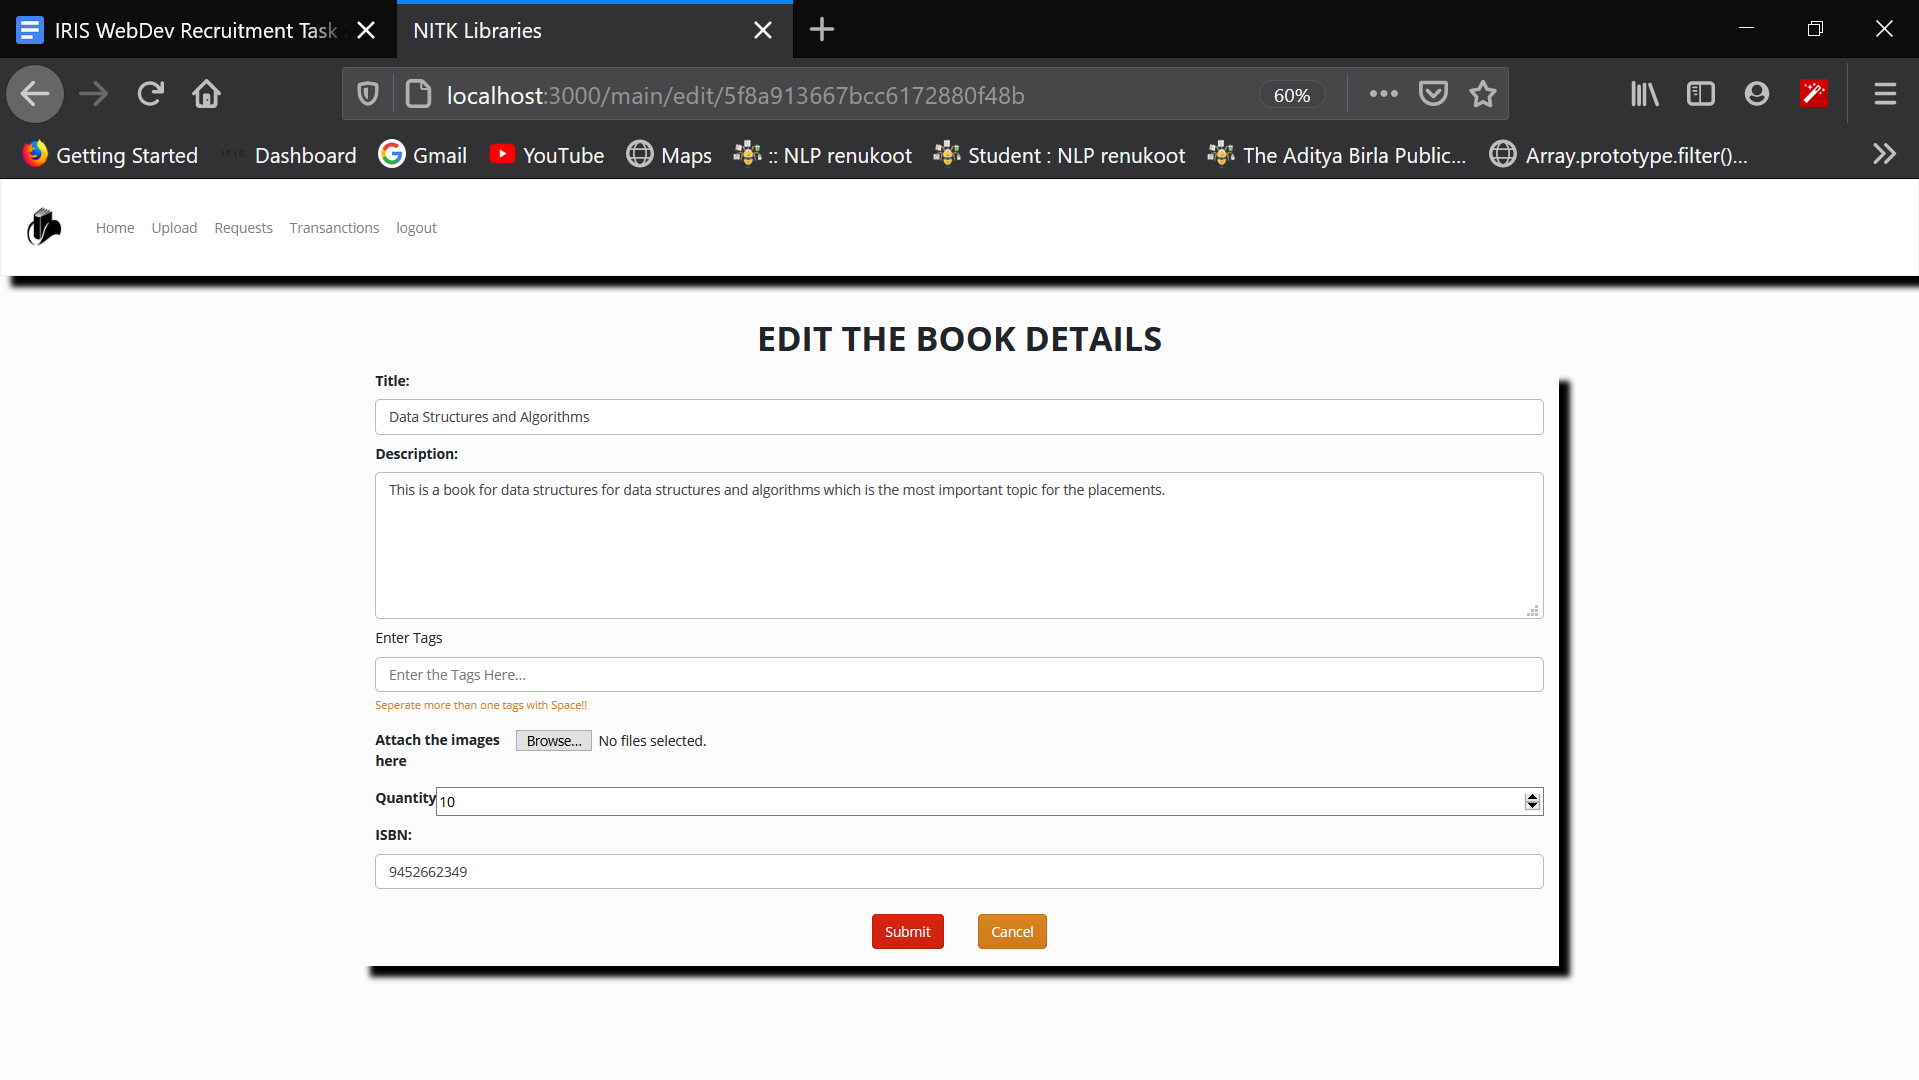 IRIS WebDev Recruitment Task
NITK Libraries
localhost:3000/main/edit/5f8a913667bcc6172880f48b
60%
Getting Started
iris
Dashboard
Gmail
YouTube
Maps
:: NLP renukoot
Student : NLP renukoot
The Aditya Birla Public...
Array.prototype.filter()...
Home Upload Requests Transanctions logout
EDIT THE BOOK DETAILS
Title:
Data Structures and Algorithms
Description:
This is a book for data structures for data structures and algorithms which is the most important topic for the placements.
Enter Tags
Enter the Tags Here...
Seperate more than one tags with Space!!
Attach the images here
Browse... No files selected.
Quantity 10
ISBN:
9452662349
Submit Cancel